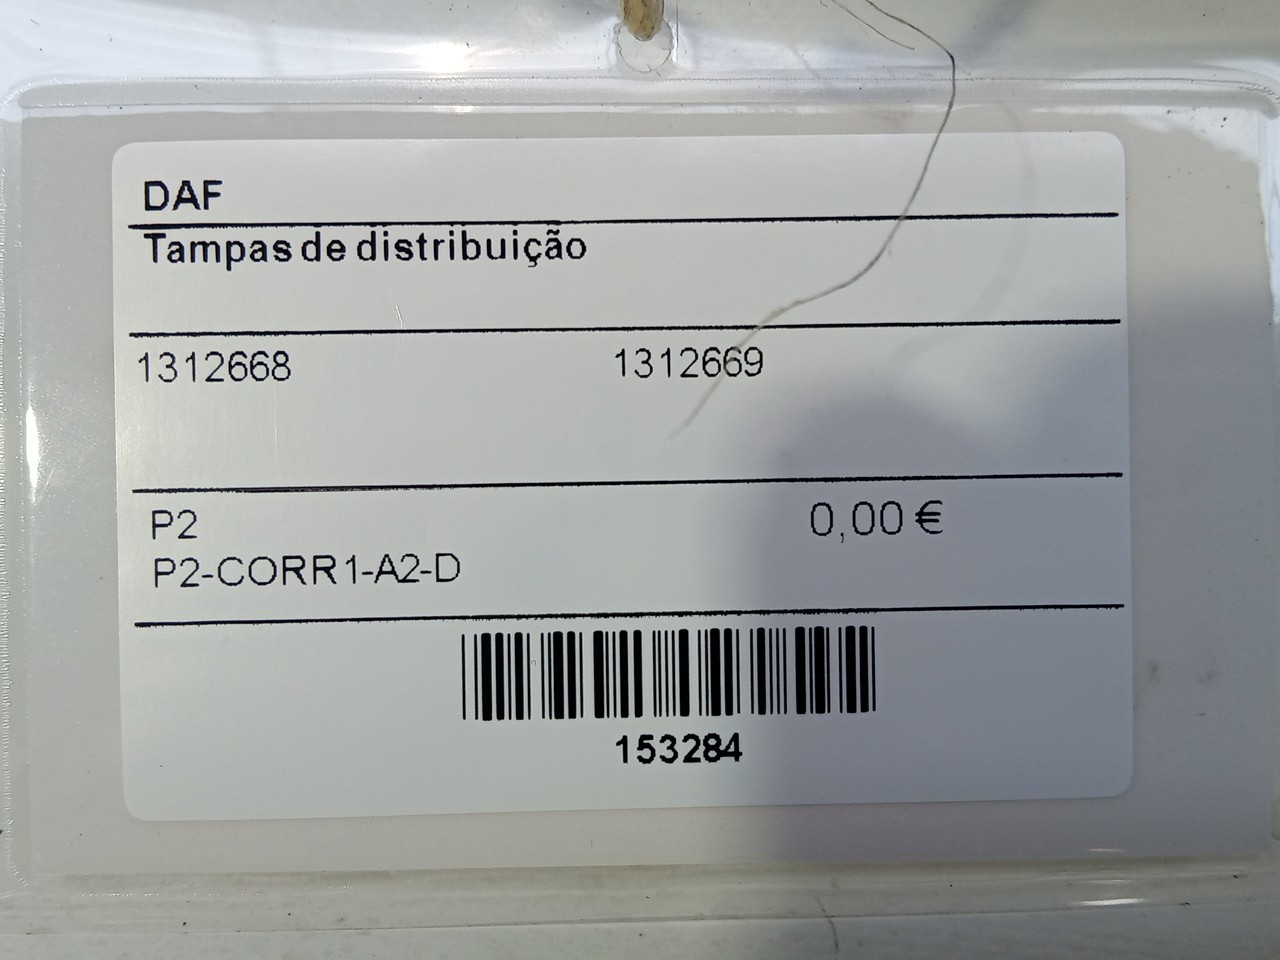 DAF
Tampas de distribuição
1312668 1312669
P2 0,00 €
P2-CORR1-A2-D
153284